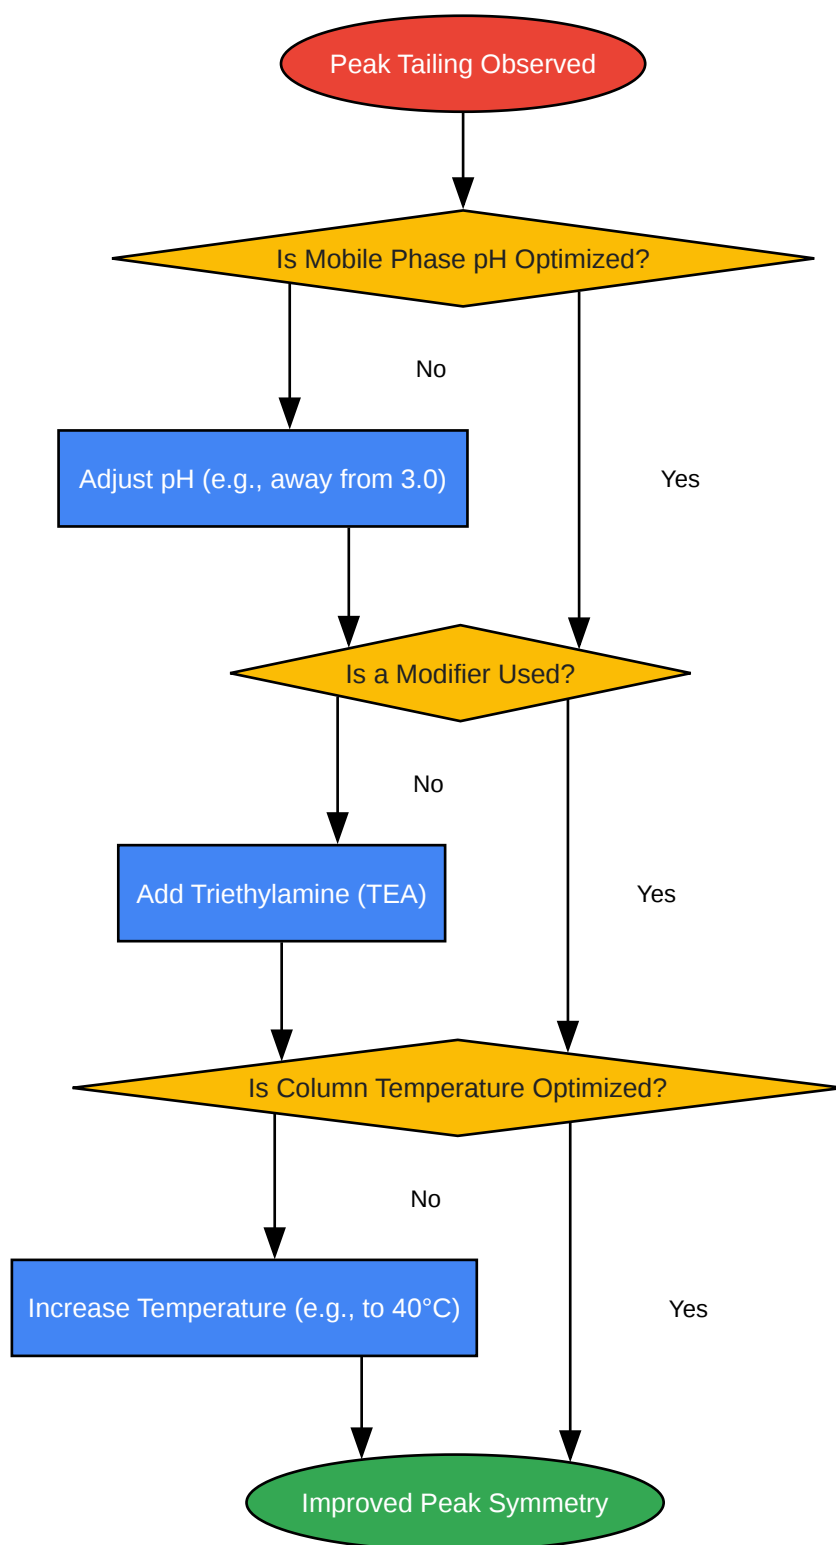 Peak Tailing Observed
Is Mobile Phase pH Optimized?
No
Adjust pH (e.g., away from 3.0)
Yes
Is a Modifier Used?
No
Add Triethylamine (TEA)
Yes
Is Column Temperature Optimized?
No
Increase Temperature (e.g., to 40°C)
Yes
Improved Peak Symmetry